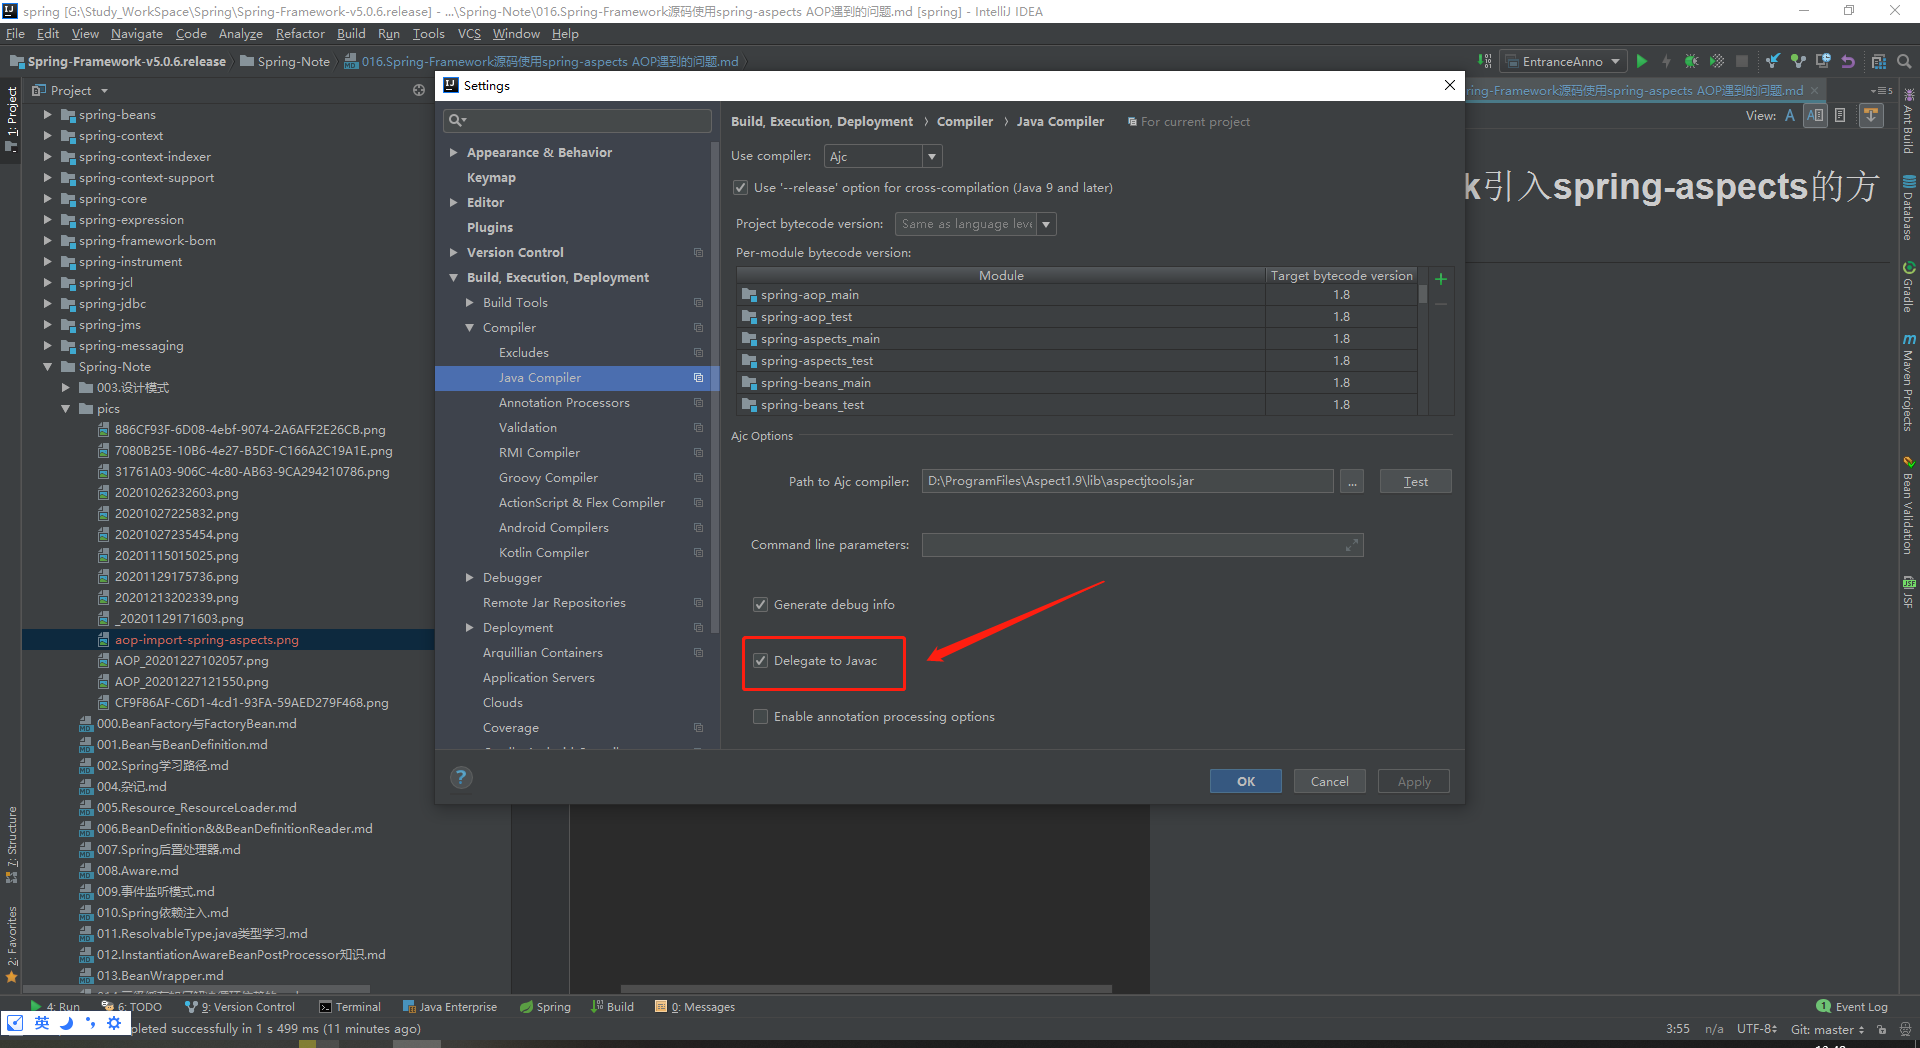 spring [G:\Study_WorkSpace\Spring\Spring-Framework-v5.0.6.release] - ...\Spring-Note\016.Spring-Framework源码使用spring-aspects AOP遇到的问题.md [spring] - IntelliJ IDEA
File Edit View Navigate Code Analyze Refactor Build Run Tools VCS Window Help
Spring-Framework-v5.0.6.release Spring-Note 016.Spring-Framework源码使用spring-aspects AOP遇到的问题.md EntranceAnno
1: Project
Project
spring-beans
spring-context
spring-context-indexer
spring-context-support
spring-core
spring-expression
spring-framework-bom
spring-instrument
spring-jcl
spring-jdbc
spring-jms
spring-messaging
Spring-Note
003.设计模式
pics
886CF93F-6D08-4ebf-9074-2A6AFF2E26CB.png
7080B25E-10B6-4e27-B5DF-C166A2C19A1E.png
31761A03-906C-4c80-AB63-9CA294210786.png
20201026232603.png
20201027225832.png
20201027235454.png
20201115015025.png
20201129175736.png
20201213202339.png
_20201129171603.png
aop-import-spring-aspects.png
AOP_20201227102057.png
AOP_20201227121550.png
CF9F86AF-C6D1-4cd1-93FA-59AED279F468.png
000.BeanFactory与FactoryBean.md
001.Bean与BeanDefinition.md
002.Spring学习路径.md
004.杂记.md
005.Resource_ResourceLoader.md
006.BeanDefinition&&BeanDefinitionReader.md
007.Spring后置处理器.md
008.Aware.md
009.事件监听模式.md
010.Spring依赖注入.md
011.ResolvableType.java类型学习.md
012.InstantiationAwareBeanPostProcessor知识.md
013.BeanWrapper.md
7: Structure
2: Favorites
Settings
Appearance & Behavior
Keymap
Editor
Plugins
Version Control
Build, Execution, Deployment
Build Tools
Compiler
Excludes
Java Compiler
Annotation Processors
Validation
RMI Compiler
Groovy Compiler
ActionScript & Flex Compiler
Android Compilers
Kotlin Compiler
Debugger
Remote Jar Repositories
Deployment
Arquillian Containers
Application Servers
Clouds
Coverage
Build, Execution, Deployment › Compiler › Java Compiler For current project
Use compiler: Ajc
Use '--release' option for cross-compilation (Java 9 and later)
Project bytecode version: Same as language leve
Per-module bytecode version:
Module Target bytecode version
spring-aop_main 1.8
spring-aop_test 1.8
spring-aspects_main 1.8
spring-aspects_test 1.8
spring-beans_main 1.8
spring-beans_test 1.8
Ajc Options
Path to Ajc compiler: D:\ProgramFiles\Aspect1.9\lib\aspectjtools.jar ... Test
Command line parameters:
Generate debug info
Delegate to Javac
Enable annotation processing options
? OK Cancel Apply
ring-Framework源码使用spring-aspects AOP遇到的问题.md
5
View: A A
k引入spring-aspects的方
Ant Build
Database
Gradle
m Maven Projects
Bean Validation
JSF
4: Run 6: TODO 9: Version Control Terminal Java Enterprise Spring Build 0: Messages 1 Event Log
英 pleted successfully in 1 s 499 ms (11 minutes ago) 3:55 n/a UTF-8 Git: master